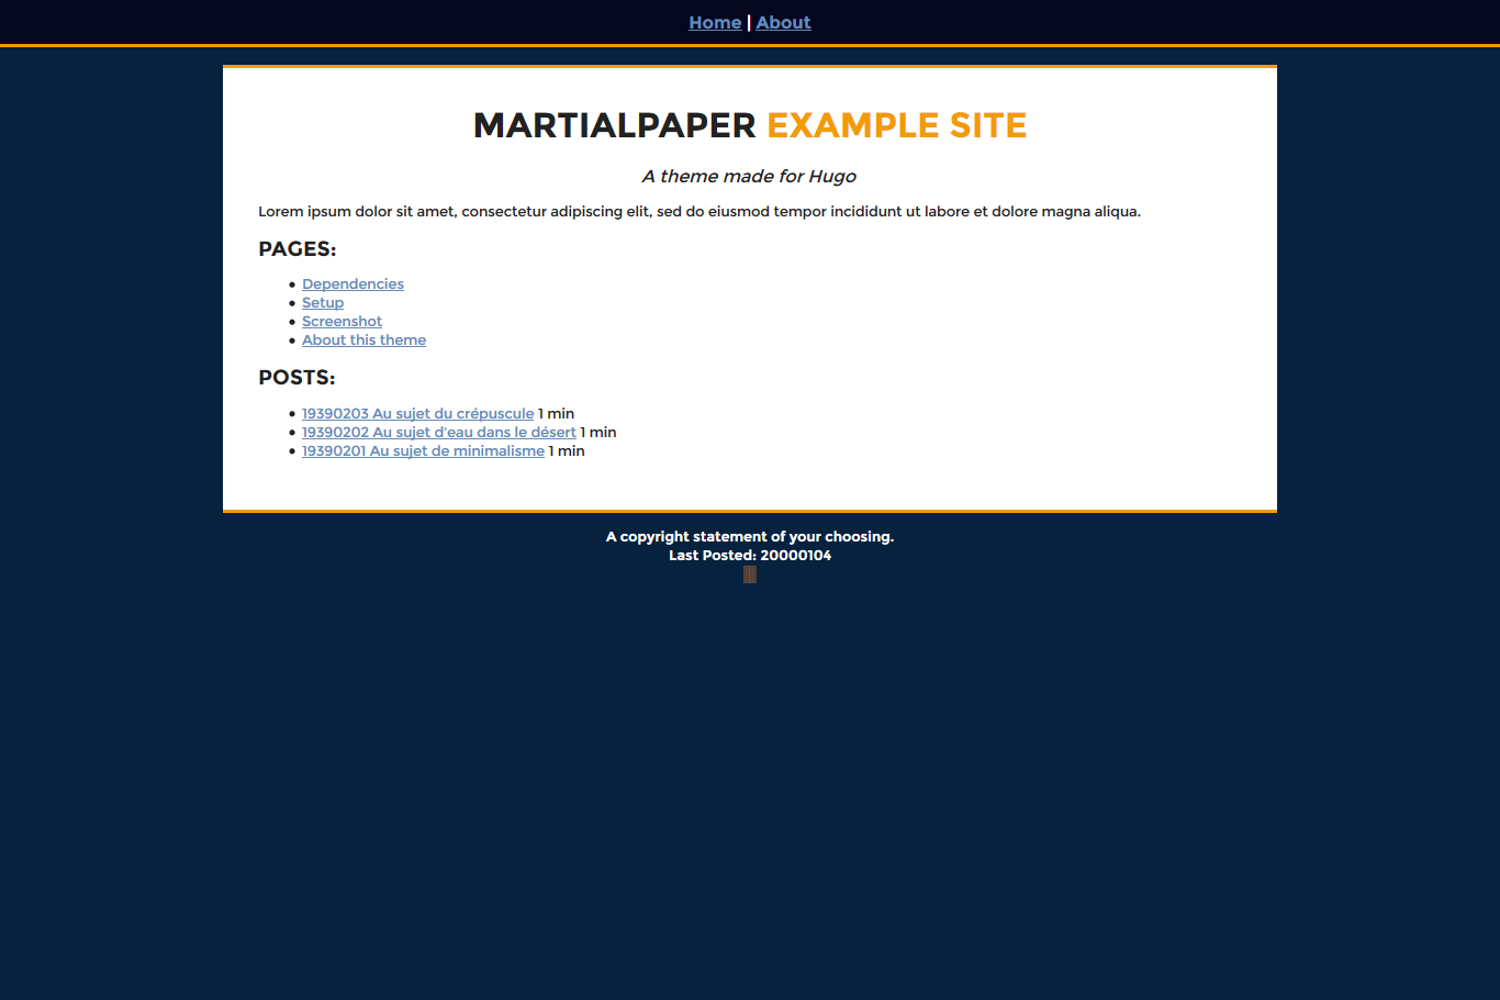 Home | About
MARTIALPAPER EXAMPLE SITE
A theme made for Hugo
Lorem ipsum dolor sit amet, consectetur adipiscing elit, sed do eiusmod tempor incididunt ut labore et dolore magna aliqua.
PAGES:
Dependencies
Setup
Screenshot
About this theme
POSTS:
19390203 Au sujet du crépuscule 1 min
19390202 Au sujet d'eau dans le désert 1 min
19390201 Au sujet de minimalisme 1 min
A copyright statement of your choosing.
Last Posted: 20000104